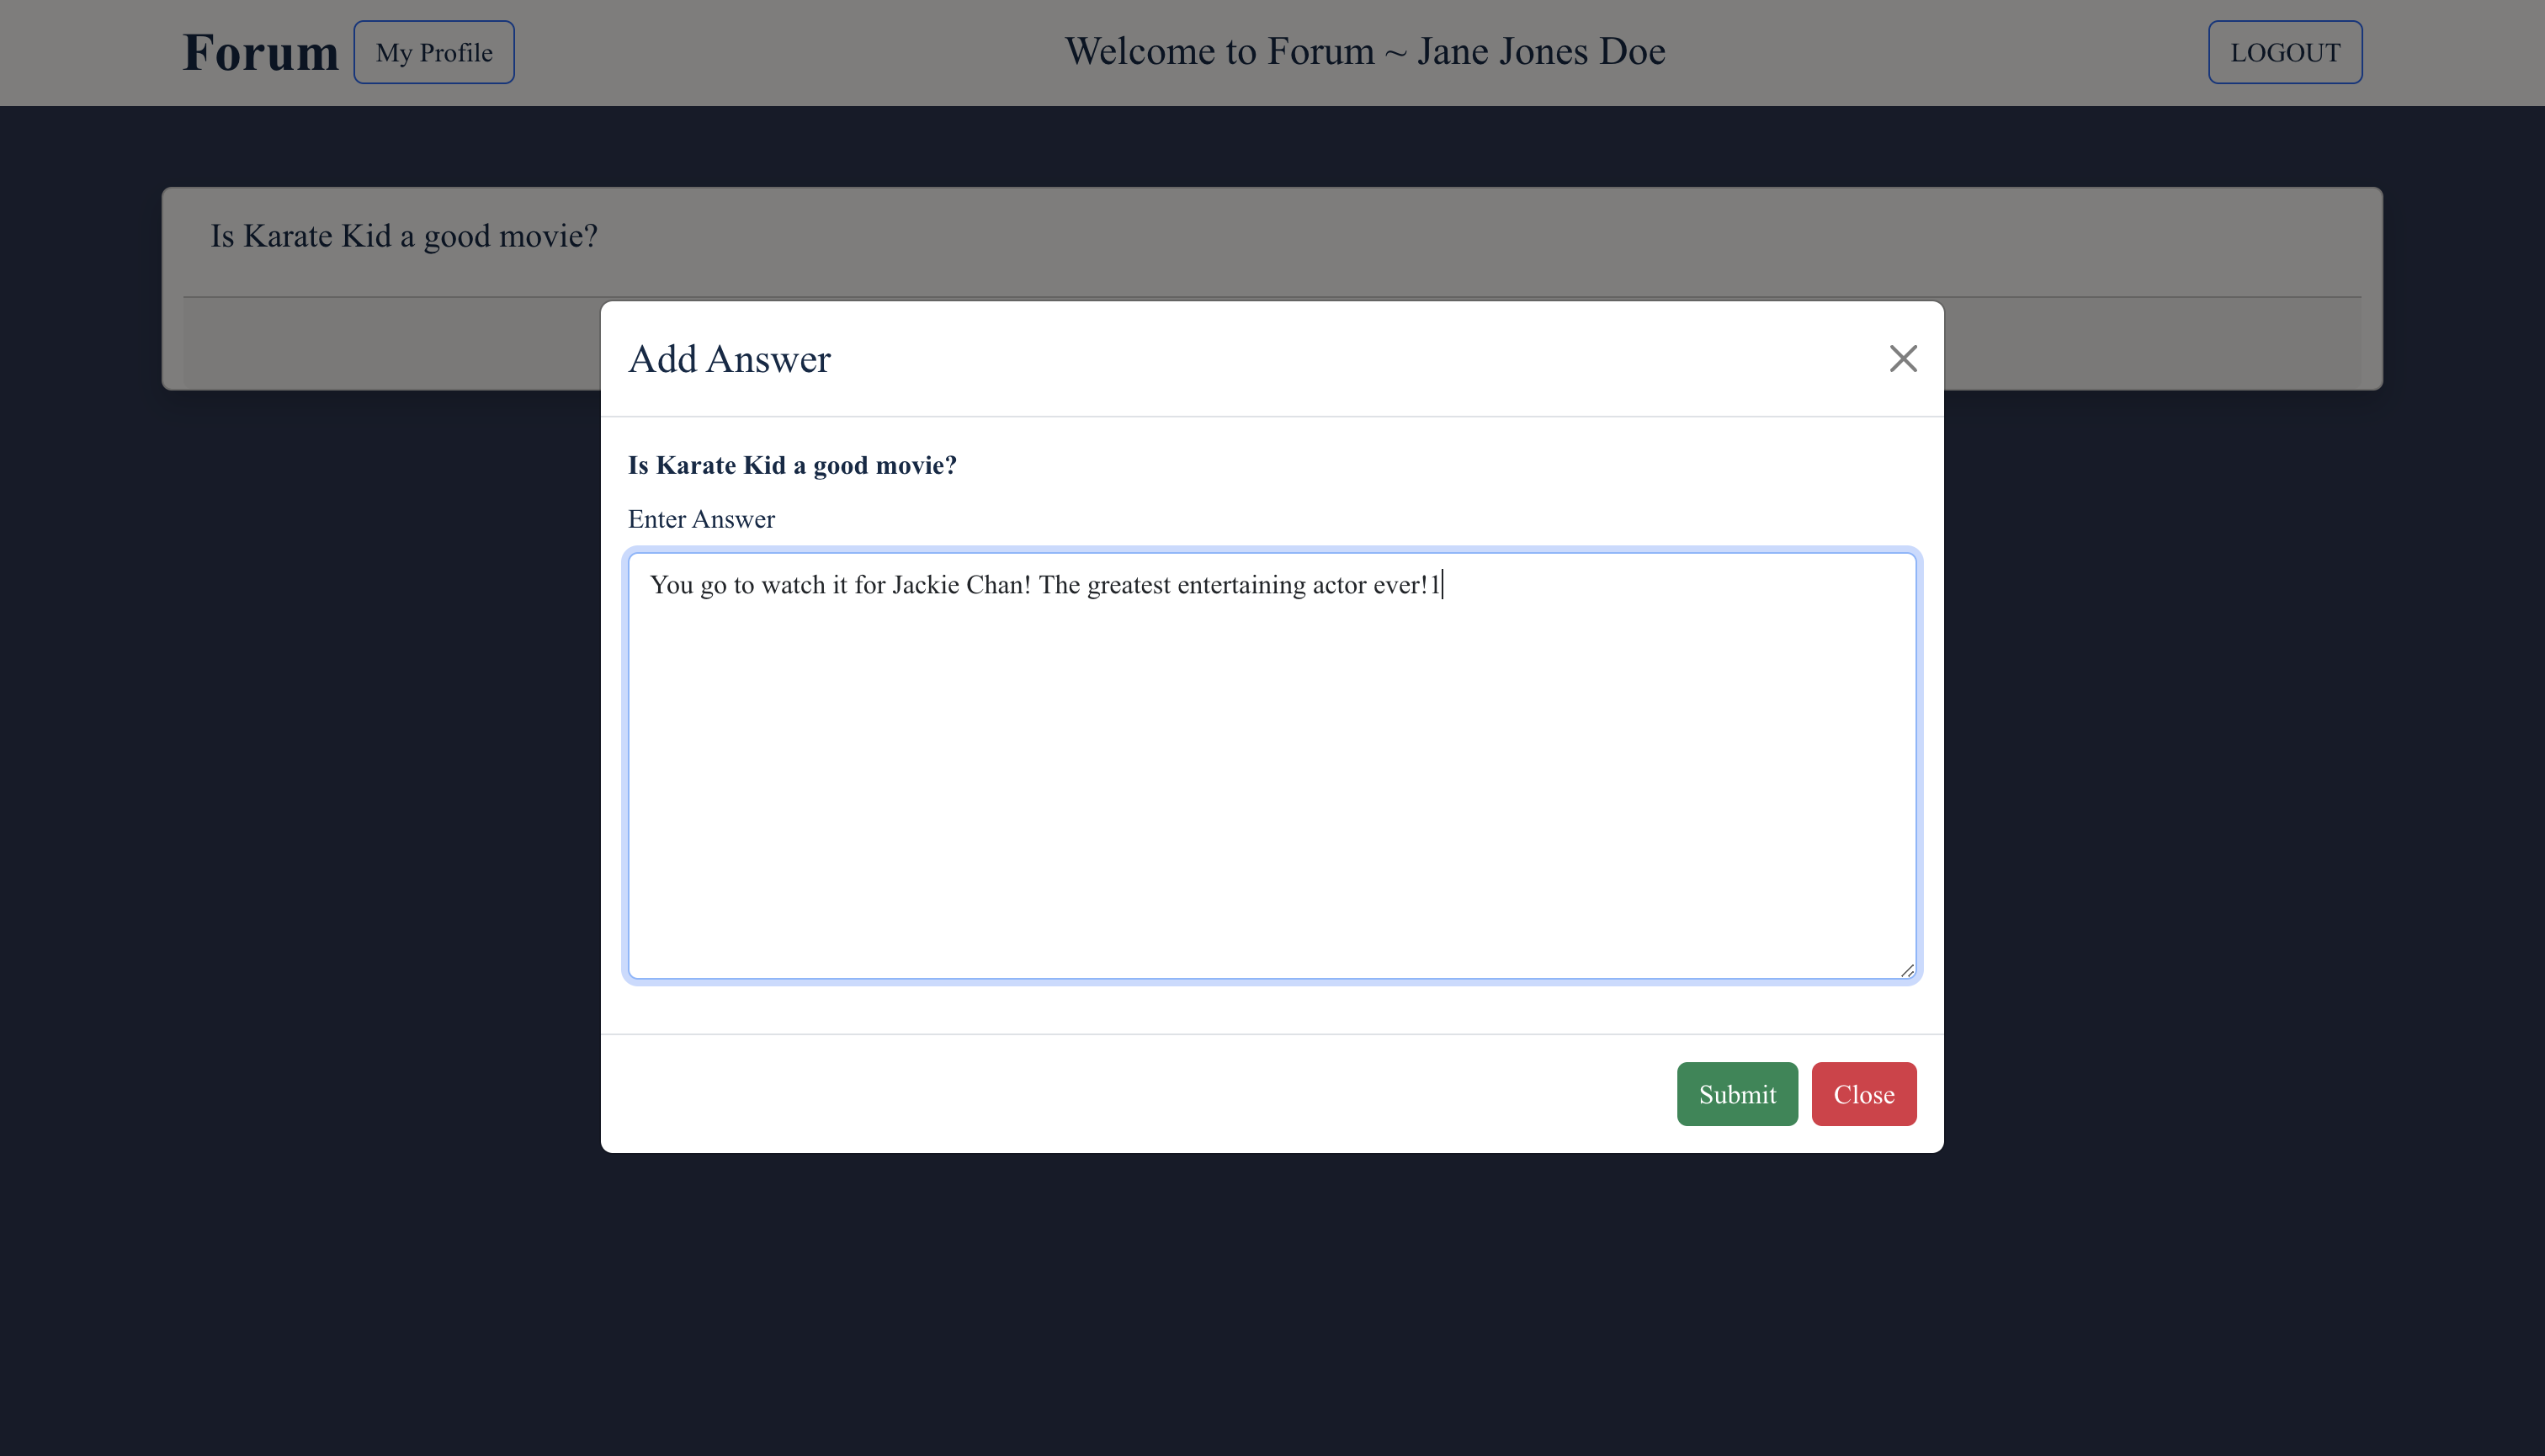 Forum My Profile Welcome to Forum ~ Jane Jones Doe LOGOUT
Is Karate Kid a good movie?
Add Answer
Is Karate Kid a good movie?
Enter Answer
You go to watch it for Jackie Chan! The greatest entertaining actor ever!1
Submit Close